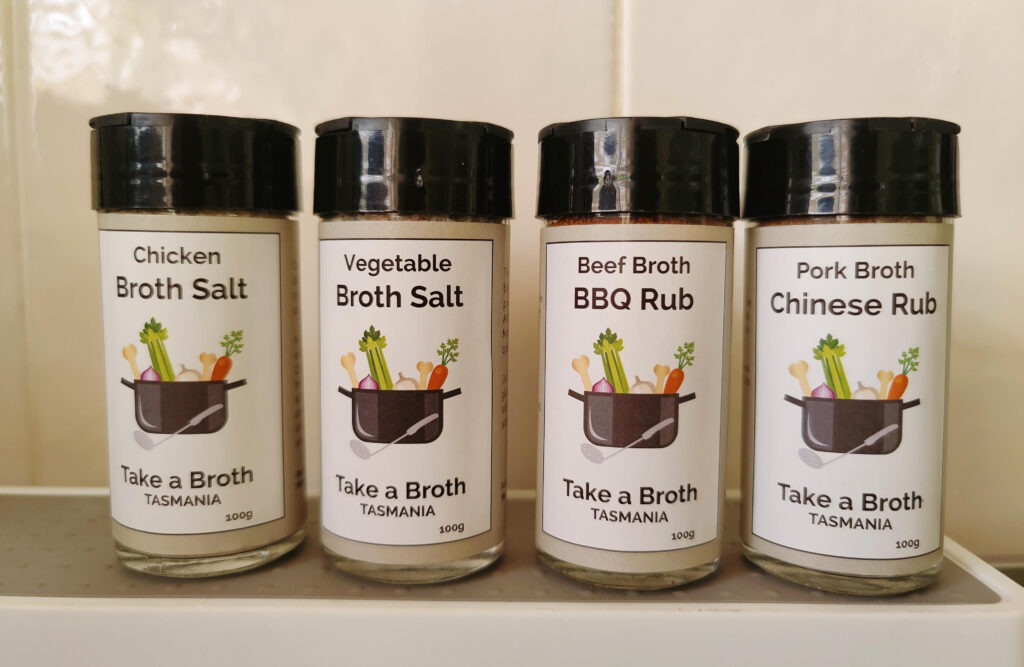 Chicken
Broth Salt
Take a Broth
TASMANIA
100g
Vegetable
Broth Salt
Take a Broth
TASMANIA
100g
Beef Broth
BBQ Rub
Take a Broth
TASMANIA
100g
Pork Broth
Chinese Rub
Take a Broth
TASMANIA
100g